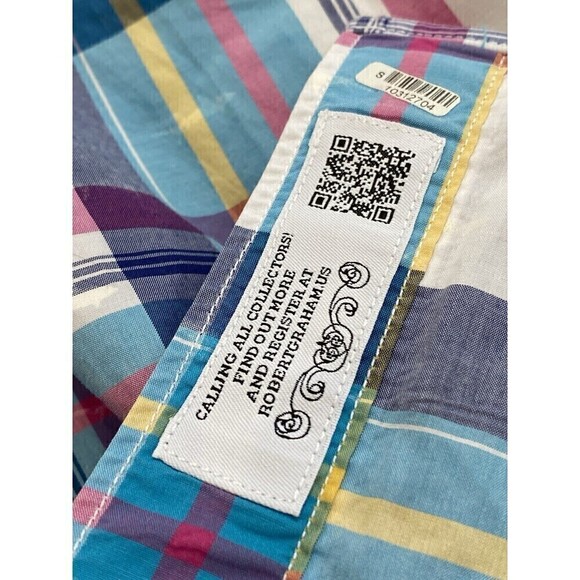 S
10312704
CALLING ALL COLLECTORS!
FIND OUT MORE
AND REGISTER AT
ROBERTGRAHAM.US